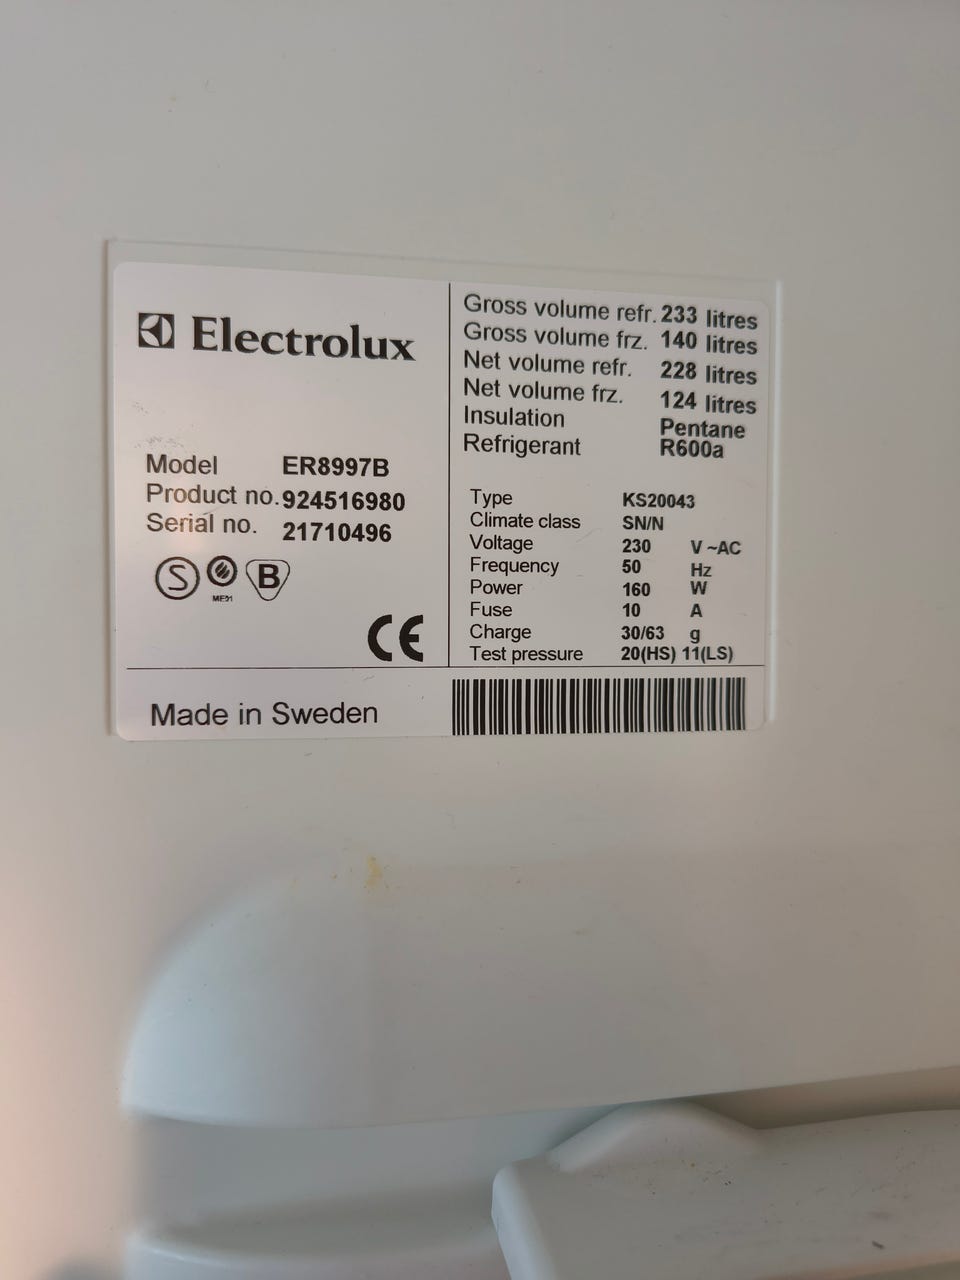 Electrolux
Model ER8997B
Product no. 924516980
Serial no. 21710496
S B
CE
Made in Sweden
Gross volume refr. 233 litres
Gross volume frz. 140 litres
Net volume refr. 228 litres
Net volume frz. 124 litres
Insulation Pentane
Refrigerant R600a
Type KS20043
Climate class SN/N
Voltage 230 V ~AC
Frequency 50 Hz
Power 160 W
Fuse 10 A
Charge 30/63 g
Test pressure 20(HS) 11(LS)